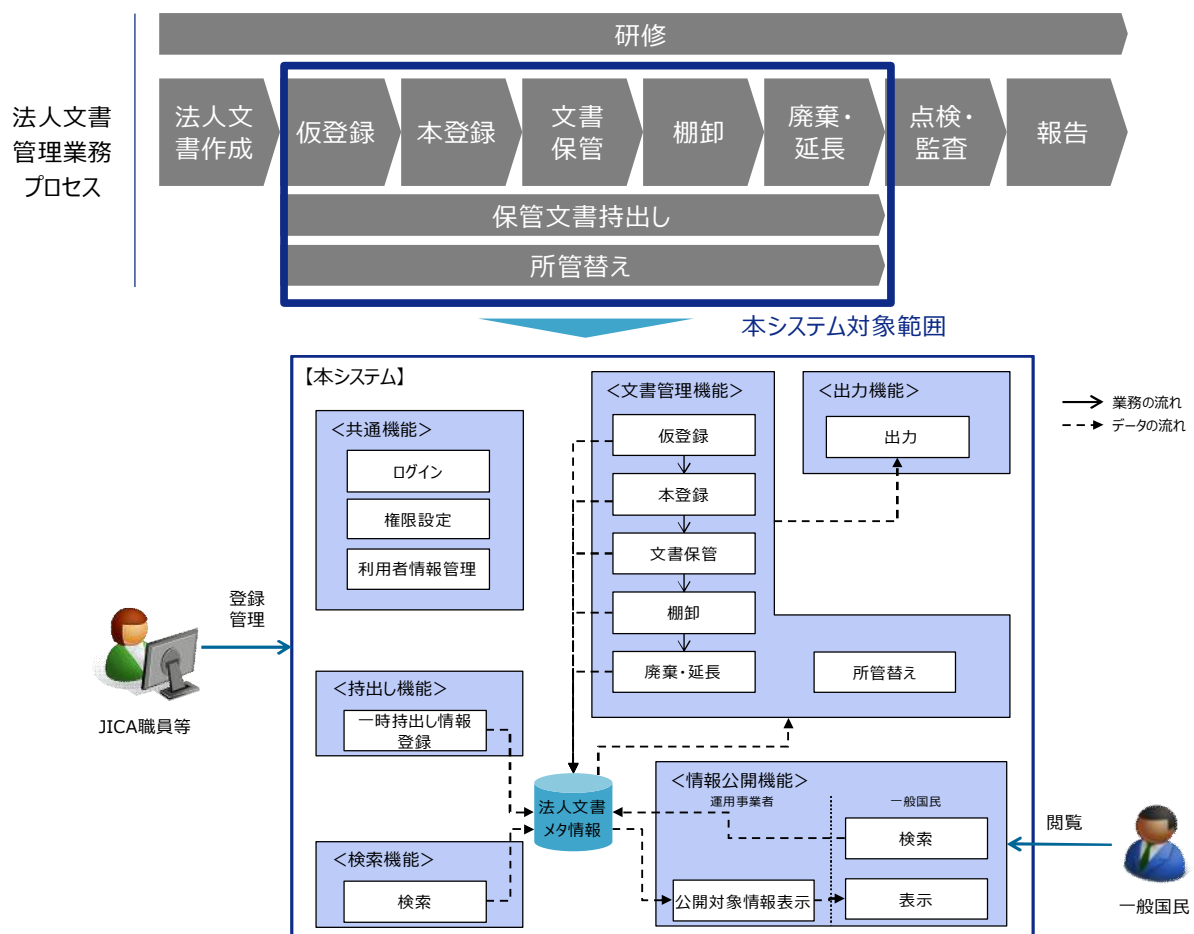 研修
法人文書
管理業務
プロセス
法人文
書作成
仮登録
本登録
文書
保管
棚卸
廃棄・
延長
点検・
監査
報告
保管文書持出し
所管替え
本システム対象範囲
【本システム】
＜共通機能＞
ログイン
権限設定
利用者情報管理
＜文書管理機能＞
仮登録
本登録
文書保管
棚卸
廃棄・延長
所管替え
＜出力機能＞
出力
業務の流れ
データの流れ
登録
管理
JICA職員等
＜持出し機能＞
一時持出し情報
登録
法人文書
メタ情報
＜検索機能＞
検索
＜情報公開機能＞
運用事業者
一般国民
検索
公開対象情報表示
表示
閲覧
一般国民